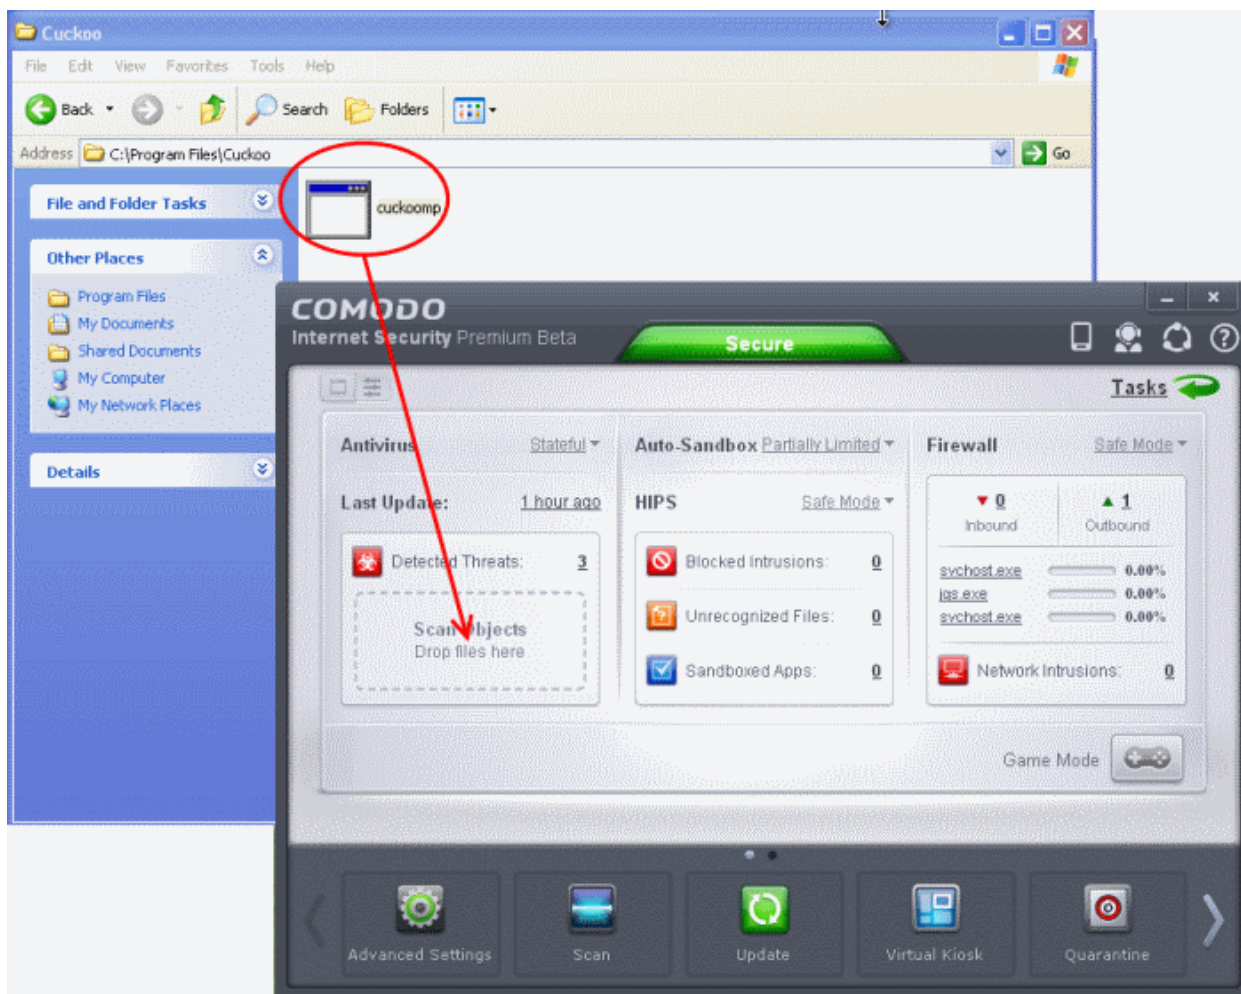 Cuckoo
File Edit View Favorites Tools Help
Back Search Folders
Address C:\Program Files\Cuckoo Go
File and Folder Tasks
cuckoomp
Other Places
Program Files
My Documents
Shared Documents
My Computer
My Network Places
Details
COMODO
Internet Security Premium Beta
Secure
Tasks
Antivirus Stateful
Auto-Sandbox Partially Limited
Firewall Safe Mode
Last Update: 1 hour ago
HIPS Safe Mode
0 1
Inbound Outbound
Detected Threats: 3
Blocked Intrusions: 0
svchost.exe 0.00%
jqs.exe 0.00%
svchost.exe 0.00%
Scan Objects
Drop files here
Unrecognized Files: 0
Sandboxed Apps: 0
Network Intrusions: 0
Game Mode
Advanced Settings Scan Update Virtual Kiosk Quarantine